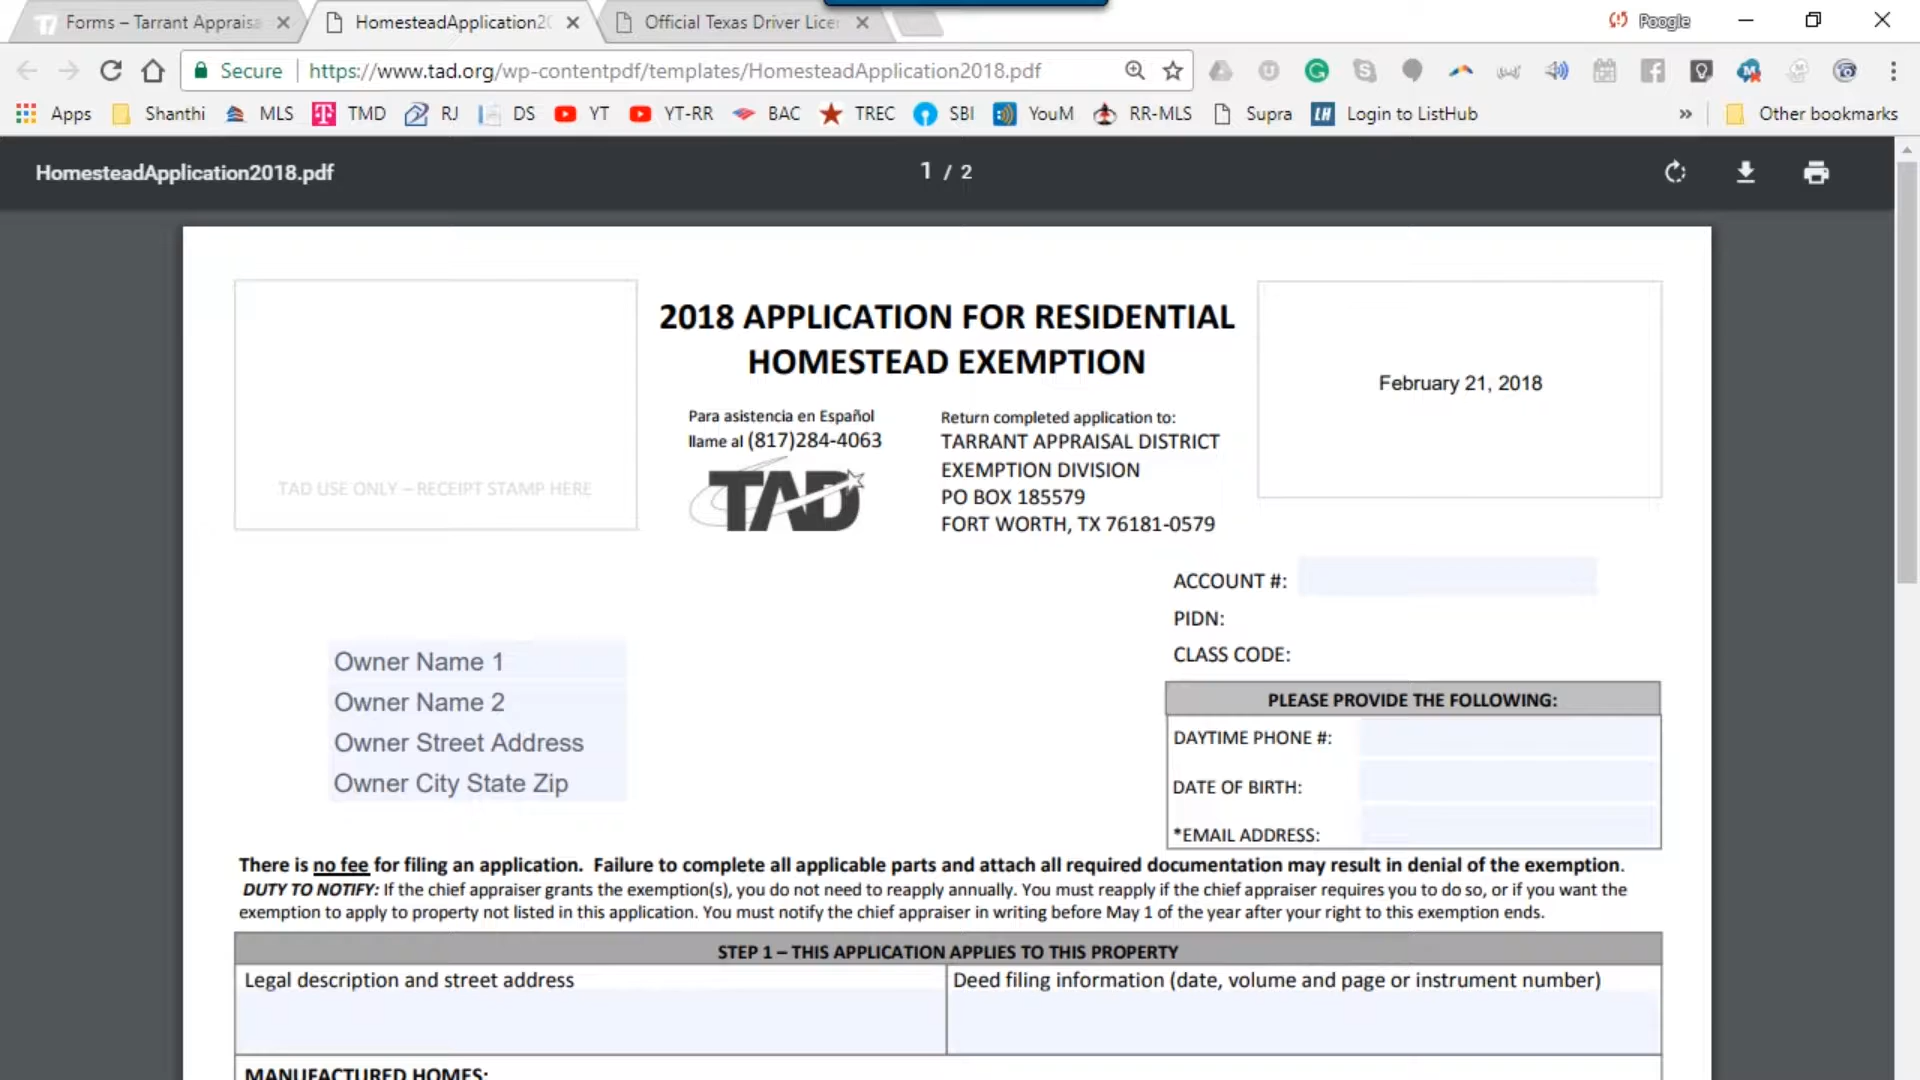 Forms – Tarrant Appraisa
HomesteadApplication20
Official Texas Driver Licen
Poogle
Secure
https://www.tad.org/wp-contentpdf/templates/HomesteadApplication2018.pdf
Apps
Shanthi
MLS
TMD
RJ
DS
YT
YT-RR
BAC
TREC
SBI
YouM
RR-MLS
Supra
LH
Login to ListHub
»
Other bookmarks
HomesteadApplication2018.pdf
1 / 2
2018 APPLICATION FOR RESIDENTIAL
HOMESTEAD EXEMPTION
February 21, 2018
Para asistencia en Español
llame al (817)284-4063
TAD
Return completed application to:
TARRANT APPRAISAL DISTRICT
EXEMPTION DIVISION
PO BOX 185579
FORT WORTH, TX 76181-0579
TAD USE ONLY – RECEIPT STAMP HERE
ACCOUNT #:
PIDN:
CLASS CODE:
Owner Name 1
Owner Name 2
Owner Street Address
Owner City State Zip
PLEASE PROVIDE THE FOLLOWING:
DAYTIME PHONE #:
DATE OF BIRTH:
*EMAIL ADDRESS:
There is no fee for filing an application. Failure to complete all applicable parts and attach all required documentation may result in denial of the exemption.
DUTY TO NOTIFY: If the chief appraiser grants the exemption(s), you do not need to reapply annually. You must reapply if the chief appraiser requires you to do so, or if you want the
exemption to apply to property not listed in this application. You must notify the chief appraiser in writing before May 1 of the year after your right to this exemption ends.
STEP 1 – THIS APPLICATION APPLIES TO THIS PROPERTY
Legal description and street address
Deed filing information (date, volume and page or instrument number)
MANUFACTURED HOMES: